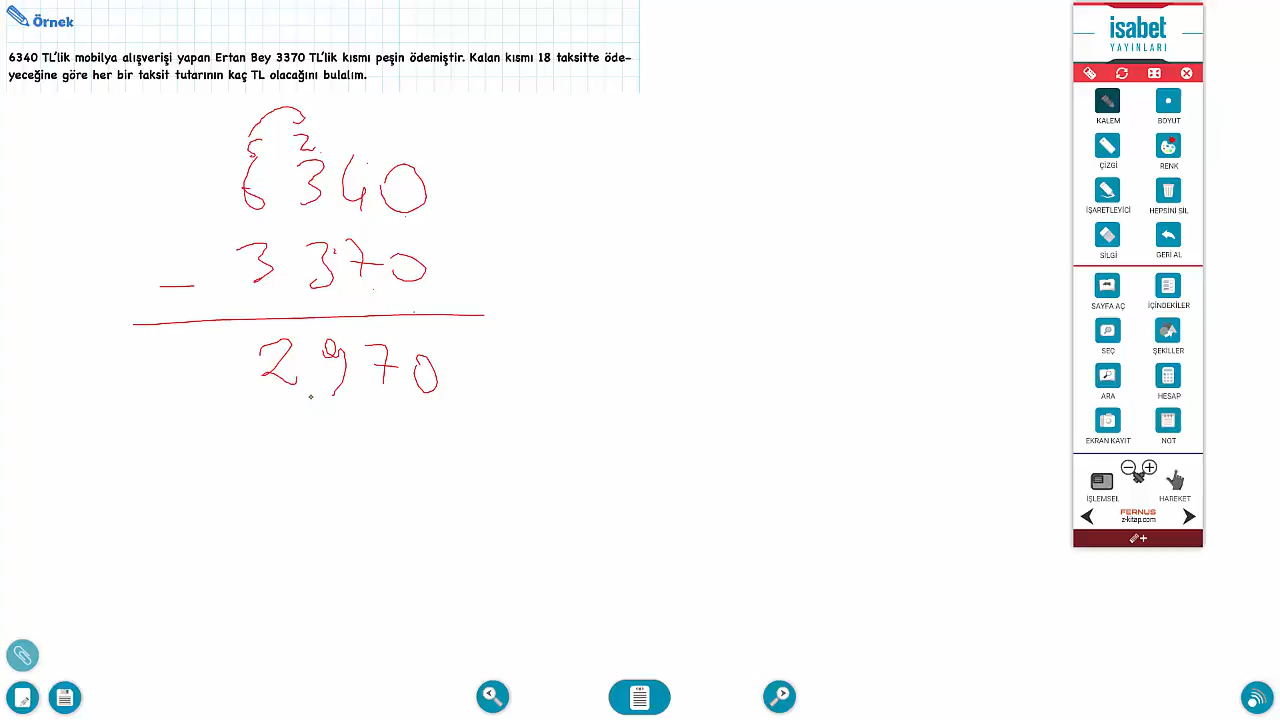 Örnek
6340 TL'lik mobilya alışverişi yapan Ertan Bey 3370 TL'lik kısmı peşin ödemiştir. Kalan kısmı 18 taksitte öde-
yeceğine göre her bir taksit tutarının kaç TL olacağını bulalım.
5 2
6340
3370
−
2970
isabet
YAYINLARI
KALEM BOYUT
ÇİZGİ RENK
İŞARETLEYİCİ HEPSİNİ SİL
SİLGİ GERİ AL
SAYFA AÇ İÇİNDEKİLER
SEÇ ŞEKİLLER
ARA HESAP
EKRAN KAYIT NOT
İŞLEMSEL HAREKET
FERNUS
z-kitap.com